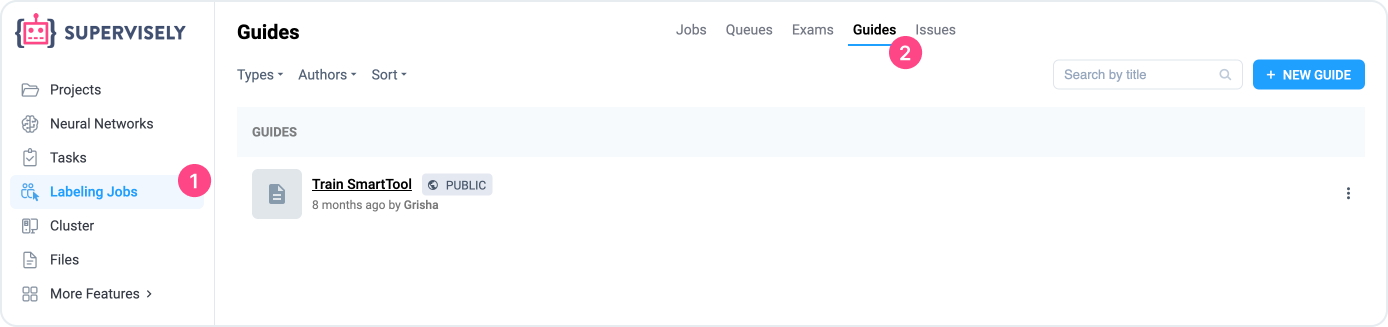 SUPERVISELY
Projects
Neural Networks
Tasks
Labeling Jobs
1
Cluster
Files
More Features
Guides
Jobs Queues Exams Guides Issues
2
Types Authors Sort
Search by title
+ NEW GUIDE
GUIDES
Train SmartTool PUBLIC
8 months ago by Grisha